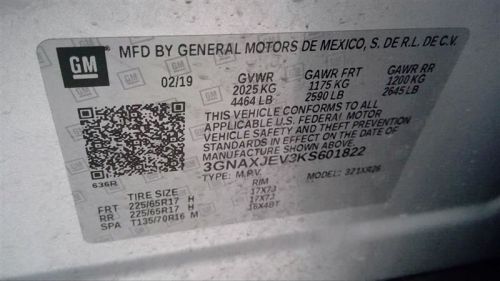 GM MFD BY GENERAL MOTORS DE MEXICO, S. DE R.L. DE C.V.
02/19 GVWR GAWR FRT GAWR RR
2025 KG 1175 KG 1200 KG
4464 LB 2590 LB 2645 LB
THIS VEHICLE CONFORMS TO ALL
APPLICABLE U.S. FEDERAL MOTOR
VEHICLE SAFETY AND THEFT PREVENTION
STANDARDS IN EFFECT ON THE DATE OF
MANUFACTURE SHOWN ABOVE.
3GNAXJEV3KS601822
636R TYPE: M.P.V. MODEL: 321XR26
TIRE SIZE RIM
FRT 225/65R17 H 17X7J
RR 225/65R17 H 17X7J
SPA T135/70R16 M 16X4BT